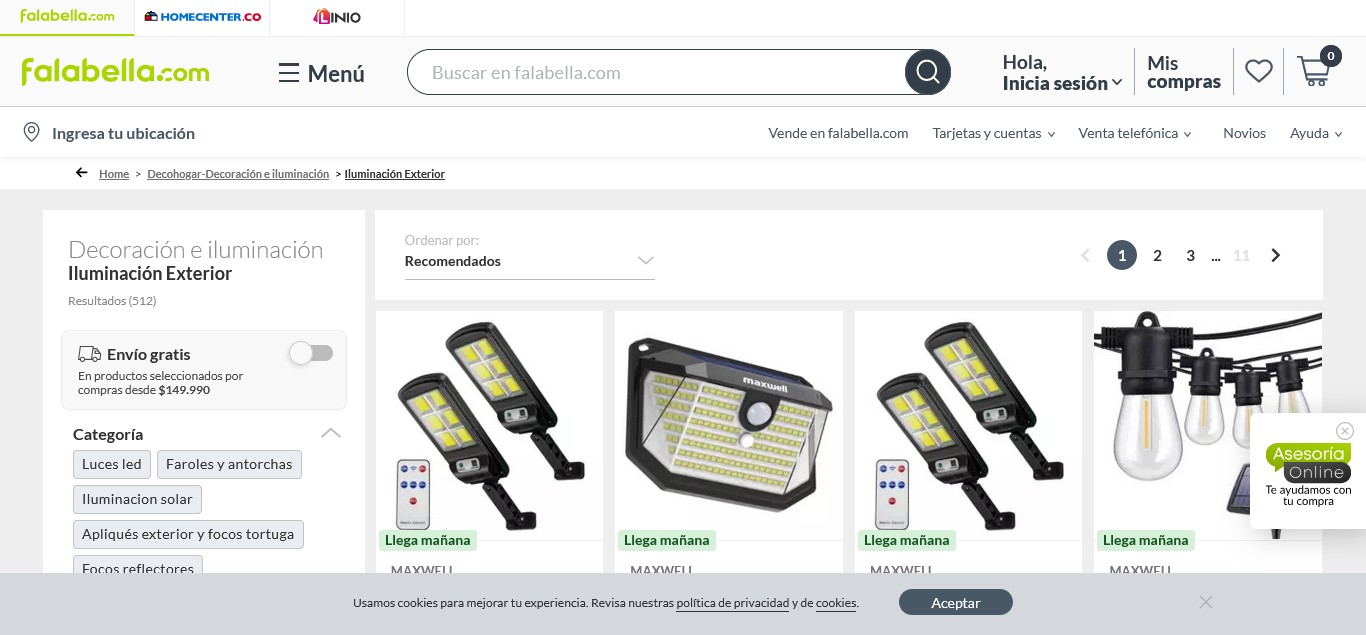 falabella.com
HOMECENTER.CO
LINIO
falabella.com
Menú
Buscar en falabella.com
Hola,
Inicia sesión
Mis
compras
0
Ingresa tu ubicación
Vende en falabella.com
Tarjetas y cuentas
Venta telefónica
Novios
Ayuda
Home > Decohogar-Decoración e iluminación > Iluminación Exterior
Decoración e iluminación
Iluminación Exterior
Resultados (512)
Envío gratis
En productos seleccionados por
compras desde $149.990
Categoría
Luces led
Faroles y antorchas
Iluminacion solar
Apliqués exterior y focos tortuga
Focos reflectores
Ordenar por:
Recomendados
1 2 3 ... 11
maxwell
Llega mañana
Llega mañana
Llega mañana
Llega mañana
MAXWELL
MAXWELL
MAXWELL
MAXWELL
Asesoría
Online
Te ayudamos con
tu compra
Usamos cookies para mejorar tu experiencia. Revisa nuestras política de privacidad y de cookies.
Aceptar